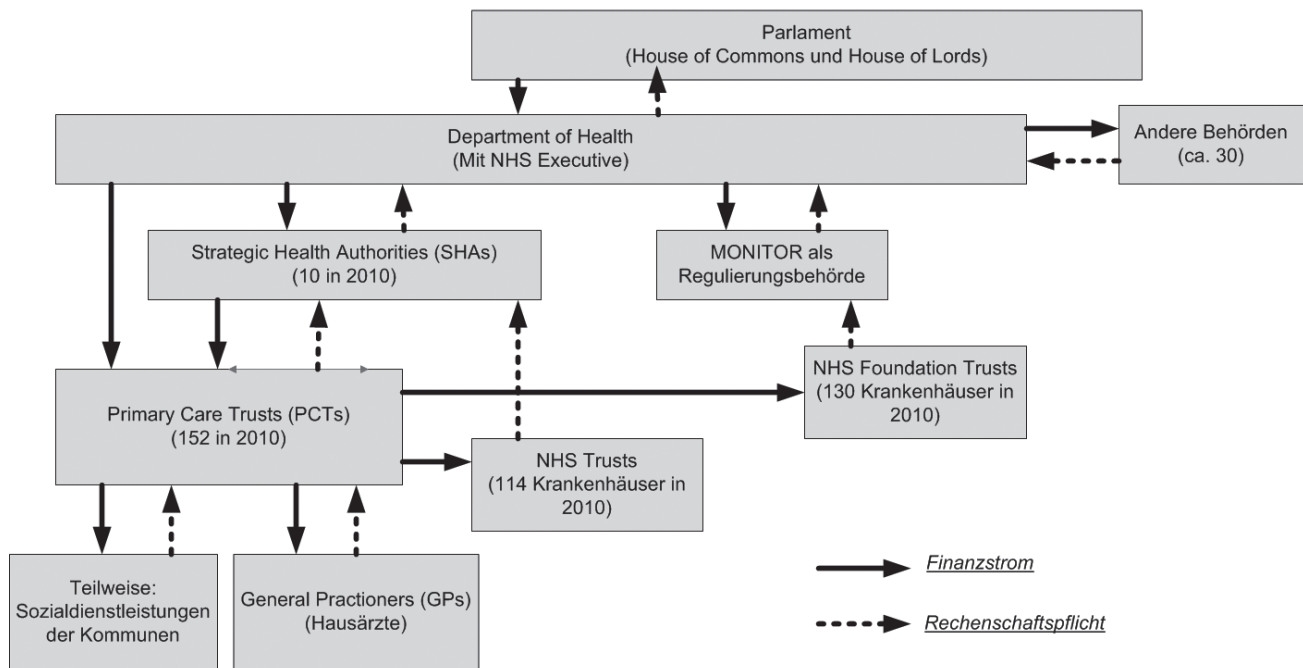 Parlament
(House of Commons und House of Lords)
Department of Health
(Mit NHS Executive)
Andere Behörden
(ca. 30)
Strategic Health Authorities (SHAs)
(10 in 2010)
MONITOR als
Regulierungsbehörde
Primary Care Trusts (PCTs)
(152 in 2010)
NHS Foundation Trusts
(130 Krankenhäuser in
2010)
NHS Trusts
(114 Krankenhäuser in
2010)
Teilweise:
Sozialdienstleistungen
der Kommunen
General Practioners (GPs)
(Hausärzte)
Finanzstrom
Rechenschaftspflicht